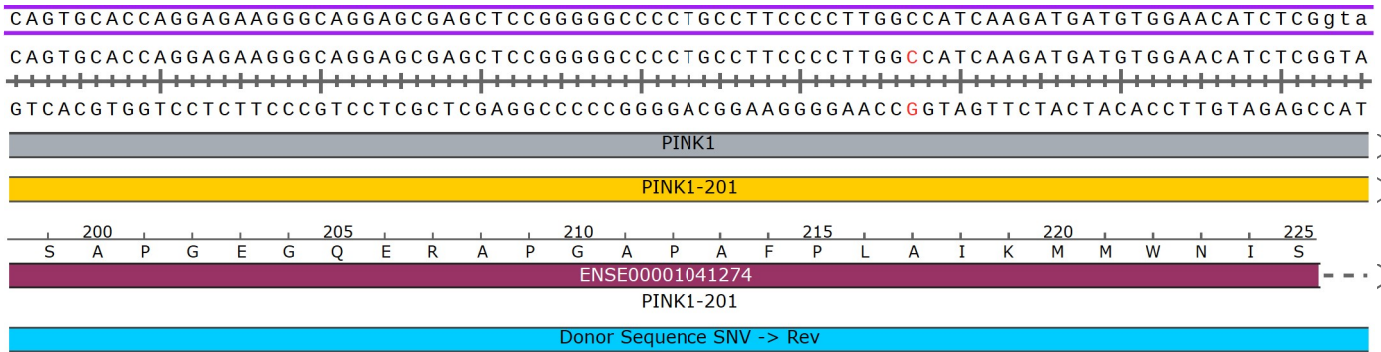 CAGTGCACCAGGAGAAGGGCAGGAGCGAGCTCCGGGGGCCCCTGCCTTCCCCTTGGCCATCAAGATGATGTGGAACATCTCGgta
CAGTGCACCAGGAGAAGGGCAGGAGCGAGCTCCGGGGGCCCCTGCCTTCCCCTTGGCCATCAAGATGATGTGGAACATCTCGGTA
GTCACGTGGTCCTCTTCCCGTCCTCGCTCGAGGCCCCCGGGGACGGAAGGGGAACCGGTAGTTCTACTACACCTTGTAGAGCCAT
PINK1
PINK1-201
200 205 210 215 220 225
S A P G E G Q E R A P G A P A F P L A I K M M W N I S
ENSE00001041274
PINK1-201
Donor Sequence SNV -> Rev